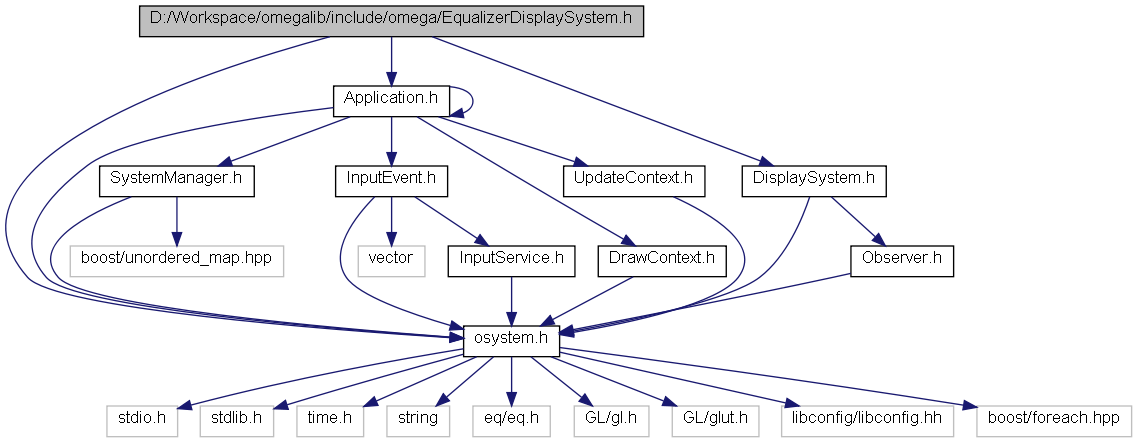 D:/Workspace/omegalib/include/omega/EqualizerDisplaySystem.h
Application.h
SystemManager.h
InputEvent.h
UpdateContext.h
DisplaySystem.h
boost/unordered_map.hpp
vector
InputService.h
DrawContext.h
Observer.h
osystem.h
stdio.h
stdlib.h
time.h
string
eq/eq.h
GL/gl.h
GL/glut.h
libconfig/libconfig.hh
boost/foreach.hpp